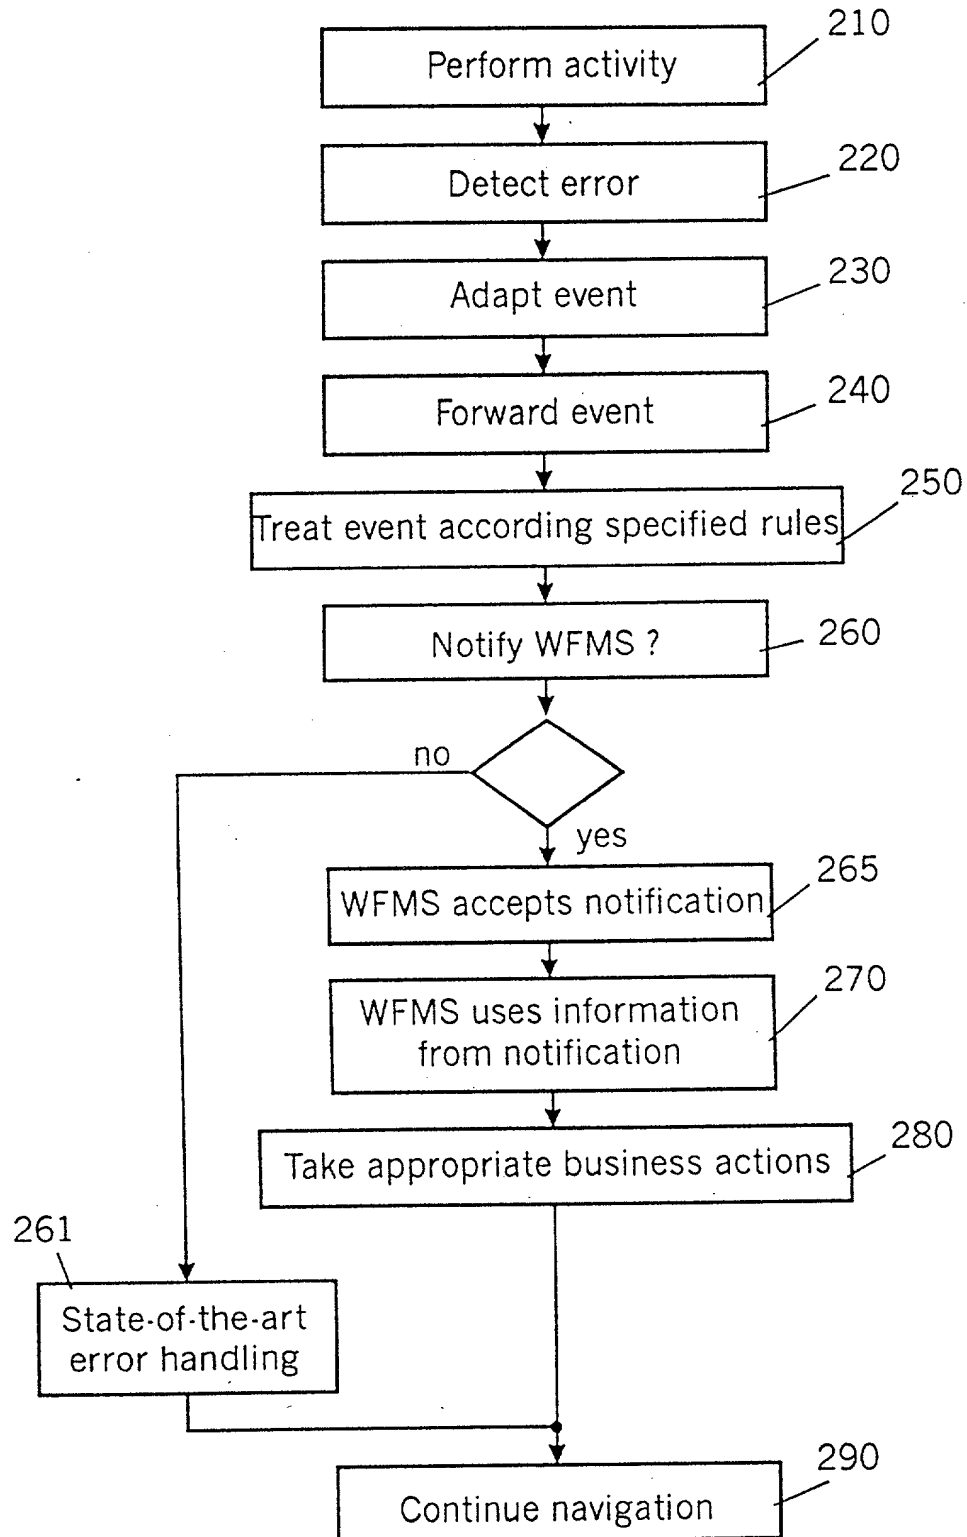 210
Perform activity
220
Detect error
230
Adapt event
240
Forward event
250
Treat event according specified rules
260
Notify WFMS ?
no
yes
265
WFMS accepts notification
270
WFMS uses information
from notification
280
Take appropriate business actions
261
State-of-the-art
error handling
290
Continue navigation